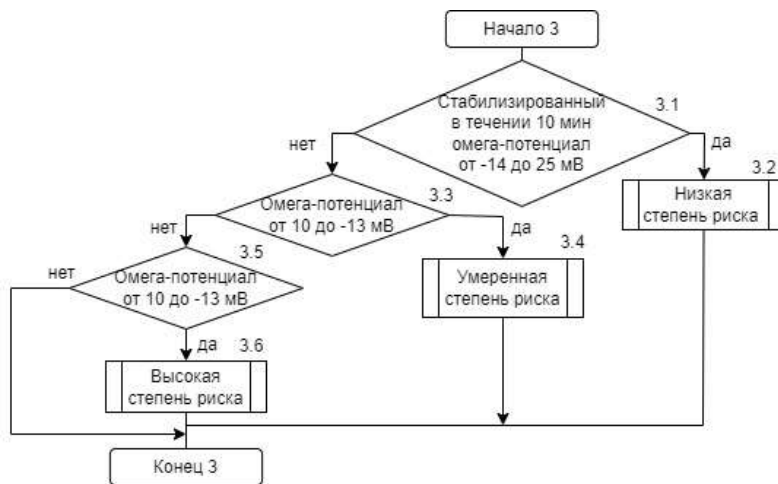 Начало 3
Стабилизированный
в течении 10 мин
омега-потенциал
от -14 до 25 мВ
3.1
нет
да
3.2
Низкая
степень риска
3.3
Омега-потенциал
от 10 до -13 мВ
нет
да
3.4
Умеренная
степень риска
3.5
нет
Омега-потенциал
от 10 до -13 мВ
да
3.6
Высокая
степень риска
Конец 3